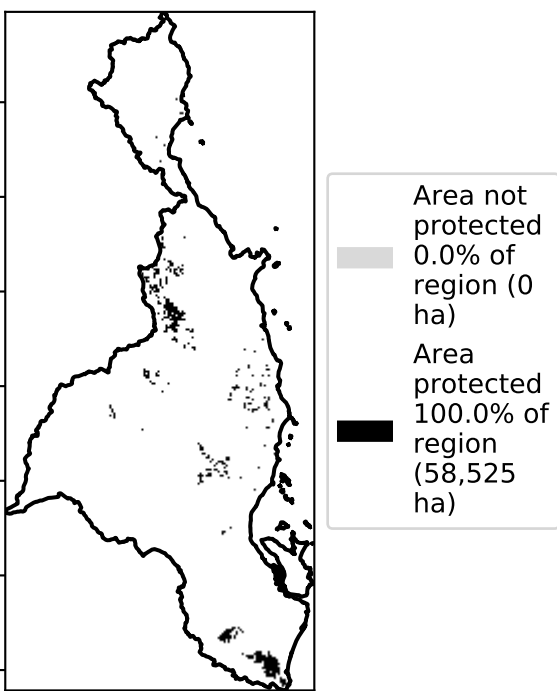 Area not
protected
0.0% of
region (0
ha)
Area
protected
100.0% of
region
(58,525
ha)